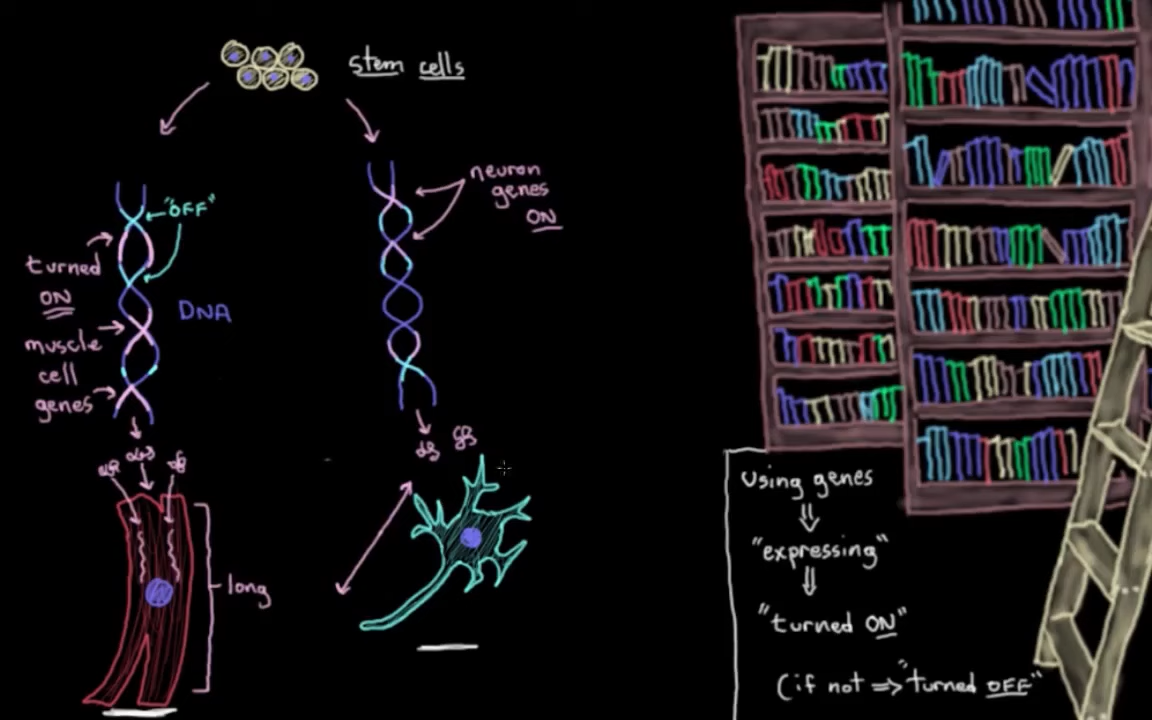 stem cells
"OFF"
turned
ON
muscle
cell
genes
DNA
neuron
genes
ON
long
Using genes
⇓
"expressing"
⇓
"turned ON"
(if not => "turned OFF"